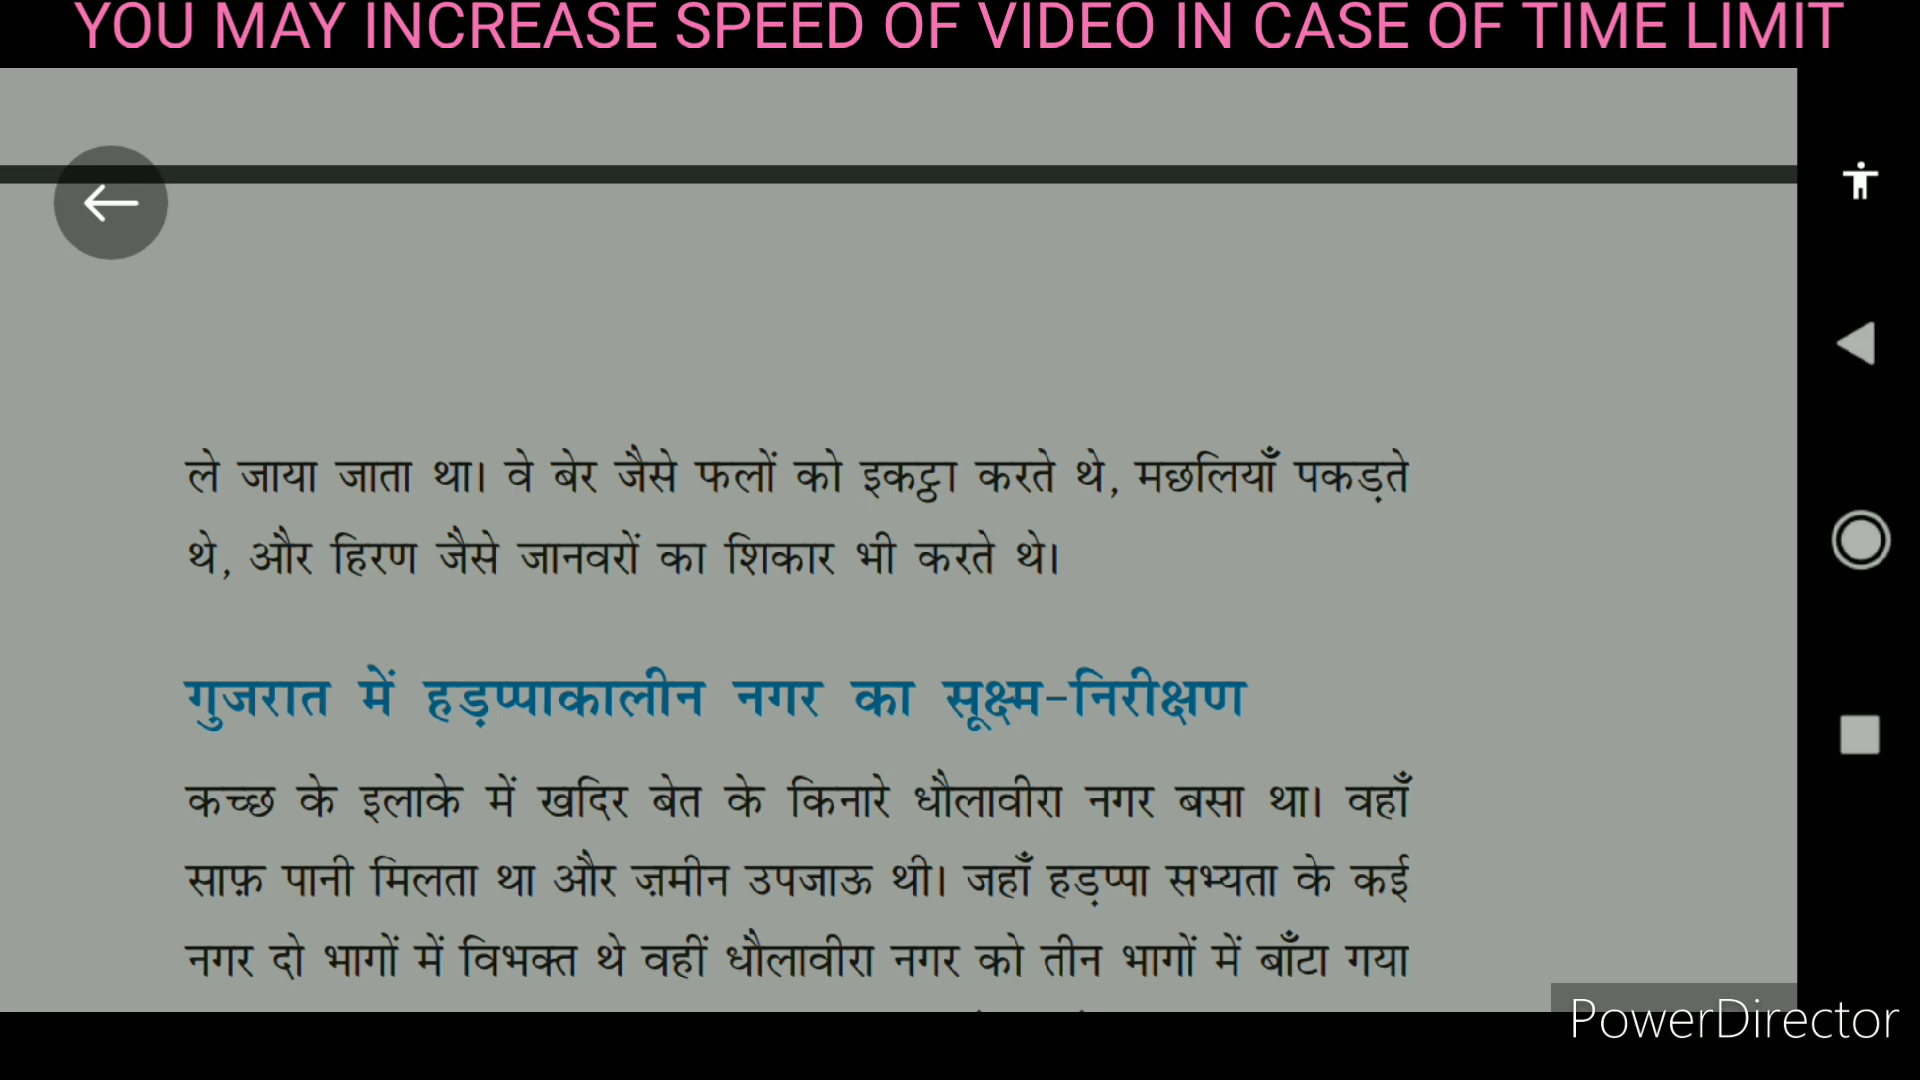 YOU MAY INCREASE SPEED OF VIDEO IN CASE OF TIME LIMIT
ले जाया जाता था। वे बेर जैसे फलों को इकट्ठा करते थे, मछलियाँ पकड़ते
थे, और हिरण जैसे जानवरों का शिकार भी करते थे।
गुजरात में हड़प्पाकालीन नगर का सूक्ष्म-निरीक्षण
कच्छ के इलाके में खदिर बेत के किनारे धौलावीरा नगर बसा था। वहाँ
साफ़ पानी मिलता था और ज़मीन उपजाऊ थी। जहाँ हड़प्पा सभ्यता के कई
नगर दो भागों में विभक्त थे वहीं धौलावीरा नगर को तीन भागों में बाँटा गया
PowerDirector